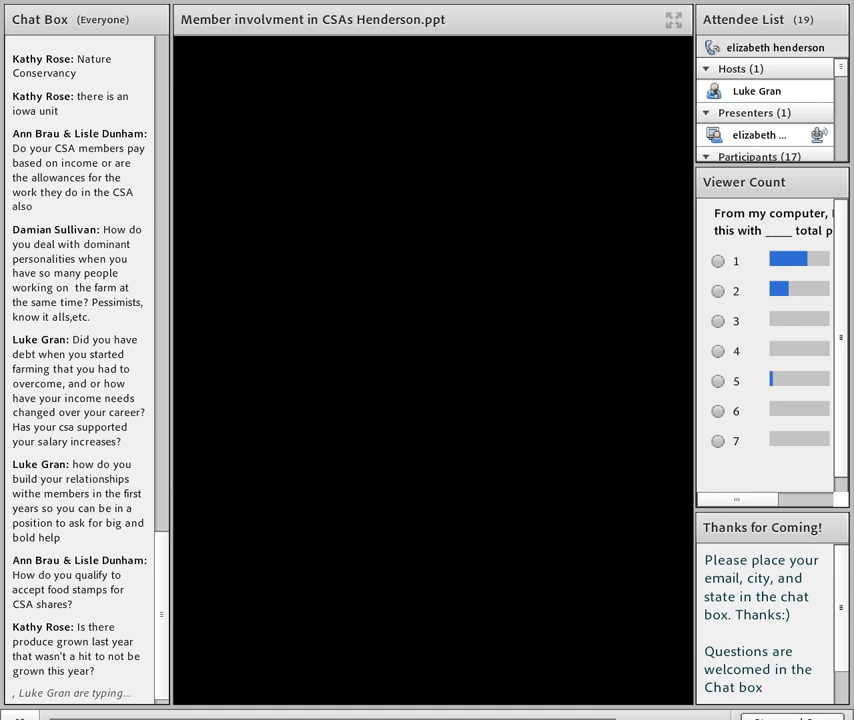 Chat Box (Everyone)
Kathy Rose: Nature
Conservancy
Kathy Rose: there is an
iowa unit
Ann Brau & Lisle Dunham:
Do your CSA members pay
based on income or are
the allowances for the
work they do in the CSA
also
Damian Sullivan: How do
you deal with dominant
personalities when you
have so many people
working on the farm at
the same time? Pessimists,
know it alls,etc.
Luke Gran: Did you have
debt when you started
farming that you had to
overcome, and or how
have your income needs
changed over your career?
Has your csa supported
your salary increases?
Luke Gran: how do you
build your relationships
withe members in the first
years so you can be in a
position to ask for big and
bold help
Ann Brau & Lisle Dunham:
How do you qualify to
accept food stamps for
CSA shares?
Kathy Rose: Is there
produce grown last year
that wasn't a hit to not be
grown this year?
, Luke Gran are typing...
Member involvment in CSAs Henderson.ppt
Attendee List (19)
elizabeth henderson
Hosts (1)
Luke Gran
Presenters (1)
elizabeth ...
Participants (17)
Viewer Count
From my computer,
this with ____ total p
1
2
3
4
5
6
7
Thanks for Coming!
Please place your
email, city, and
state in the chat
box. Thanks:)
Questions are
welcomed in the
Chat box